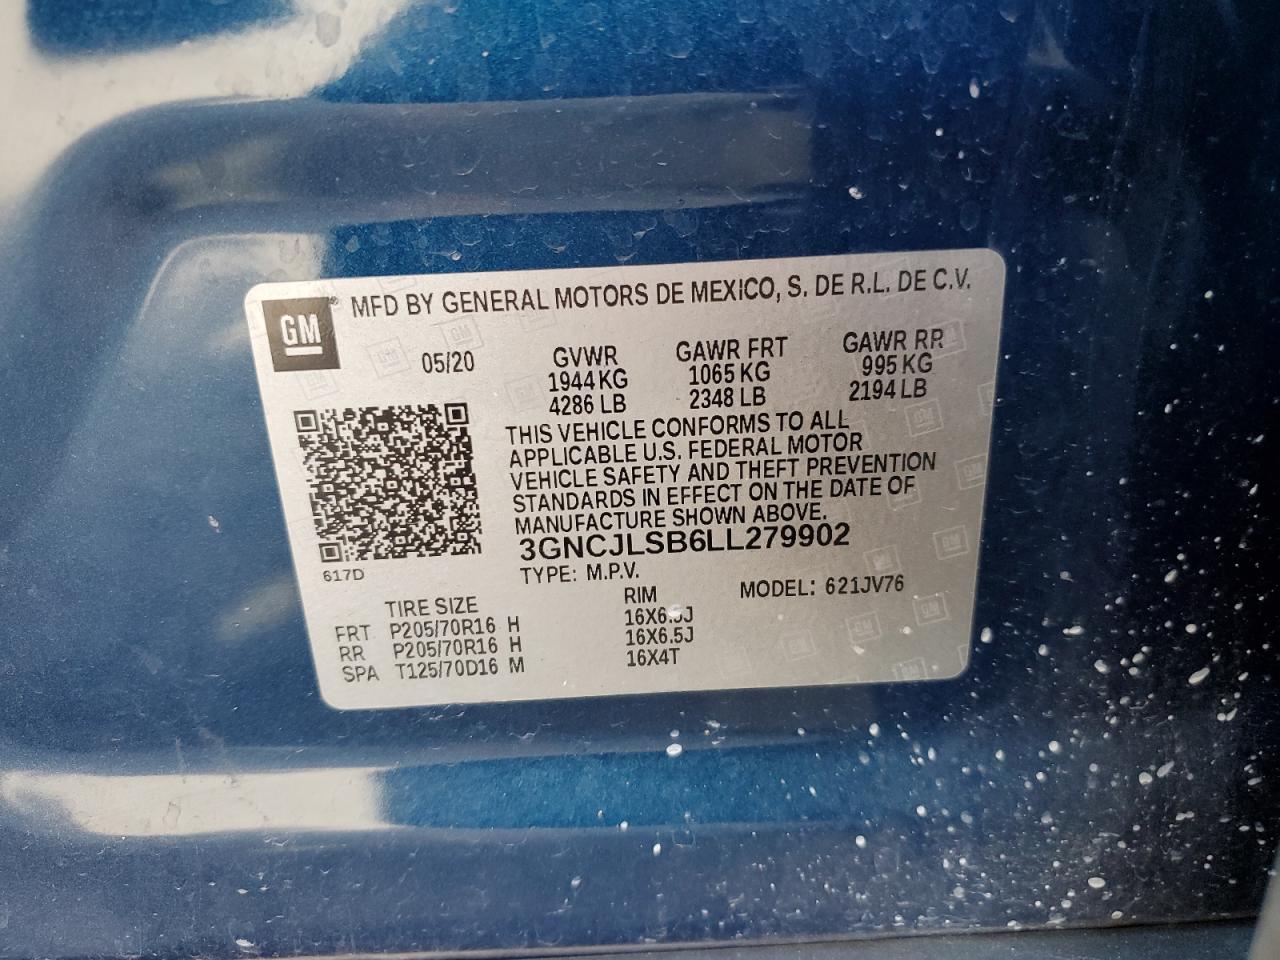 GM® MFD BY GENERAL MOTORS DE MEXICO, S. DE R.L. DE C.V.
05/20 GVWR GAWR FRT GAWR RR
1944 KG 1065 KG 995 KG
4286 LB 2348 LB 2194 LB
THIS VEHICLE CONFORMS TO ALL
APPLICABLE U.S. FEDERAL MOTOR
VEHICLE SAFETY AND THEFT PREVENTION
STANDARDS IN EFFECT ON THE DATE OF
MANUFACTURE SHOWN ABOVE.
3GNCJLSB6LL279902
617D
TYPE: M.P.V. MODEL: 621JV76
TIRE SIZE RIM
FRT P205/70R16 H 16X6.5J
RR P205/70R16 H 16X6.5J
SPA T125/70D16 M 16X4T